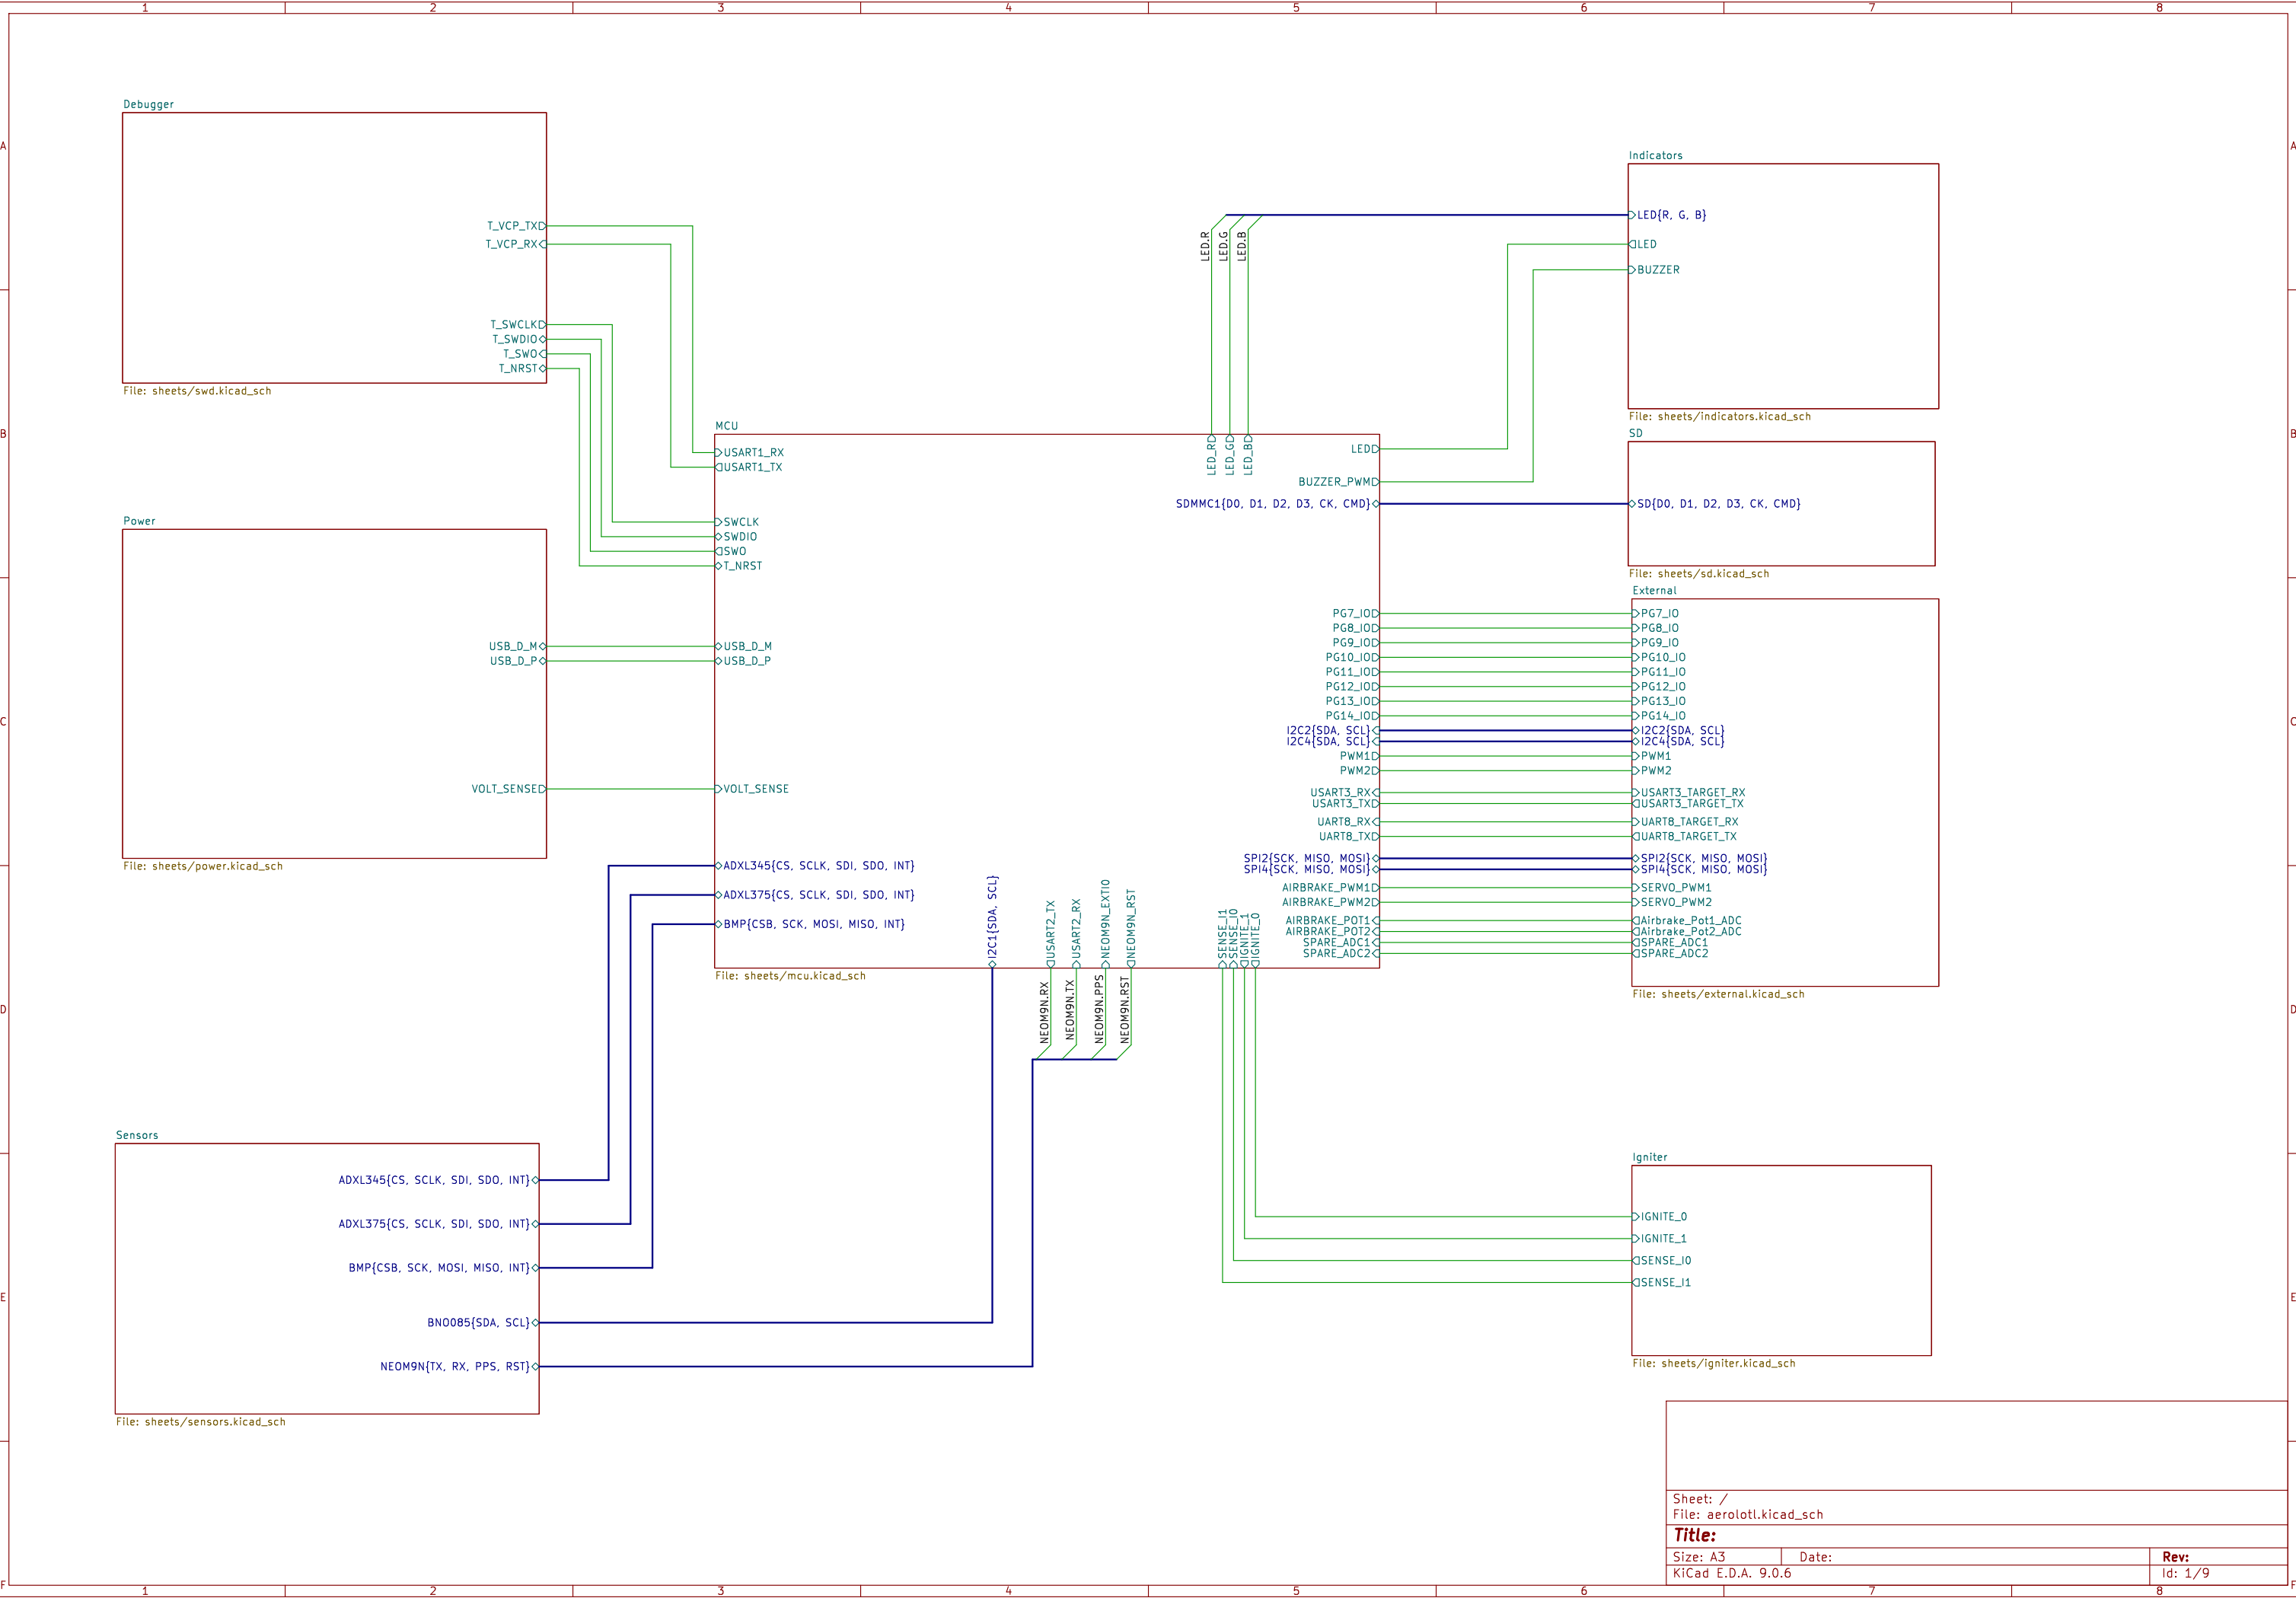 1 2 3 4 5 6 7 8
A A
B B
C C
D D
E E
F F
Debugger
T_VCP_TX
T_VCP_RX
T_SWCLK
T_SWDIO
T_SWO
T_NRST
File: sheets/swd.kicad_sch
Power
USB_D_M
USB_D_P
VOLT_SENSE
File: sheets/power.kicad_sch
Sensors
ADXL345{CS, SCLK, SDI, SDO, INT}
ADXL375{CS, SCLK, SDI, SDO, INT}
BMP{CSB, SCK, MOSI, MISO, INT}
BNO085{SDA, SCL}
NEOM9N{TX, RX, PPS, RST}
File: sheets/sensors.kicad_sch
LED.R
LED.G
LED.B
MCU
LED_R
LED_G
LED_B
USART1_RX
USART1_TX
SWCLK
SWDIO
SWO
T_NRST
USB_D_M
USB_D_P
VOLT_SENSE
ADXL345{CS, SCLK, SDI, SDO, INT}
ADXL375{CS, SCLK, SDI, SDO, INT}
BMP{CSB, SCK, MOSI, MISO, INT}
I2C1{SDA, SCL}
USART2_TX
USART2_RX
NEOM9N_EXTI0
NEOM9N_RST
SENSE_I1
SENSE_I0
IGNITE_1
IGNITE_0
LED
BUZZER_PWM
SDMMC1{D0, D1, D2, D3, CK, CMD}
PG7_IO
PG8_IO
PG9_IO
PG10_IO
PG11_IO
PG12_IO
PG13_IO
PG14_IO
I2C2{SDA, SCL}
I2C4{SDA, SCL}
PWM1
PWM2
USART3_RX
USART3_TX
UART8_RX
UART8_TX
SPI2{SCK, MISO, MOSI}
SPI4{SCK, MISO, MOSI}
AIRBRAKE_PWM1
AIRBRAKE_PWM2
AIRBRAKE_POT1
AIRBRAKE_POT2
SPARE_ADC1
SPARE_ADC2
File: sheets/mcu.kicad_sch
NEOM9N.RX
NEOM9N.TX
NEOM9N.PPS
NEOM9N.RST
Indicators
LED{R, G, B}
LED
BUZZER
File: sheets/indicators.kicad_sch
SD
SD{D0, D1, D2, D3, CK, CMD}
File: sheets/sd.kicad_sch
External
PG7_IO
PG8_IO
PG9_IO
PG10_IO
PG11_IO
PG12_IO
PG13_IO
PG14_IO
I2C2{SDA, SCL}
I2C4{SDA, SCL}
PWM1
PWM2
USART3_TARGET_RX
USART3_TARGET_TX
UART8_TARGET_RX
UART8_TARGET_TX
SPI2{SCK, MISO, MOSI}
SPI4{SCK, MISO, MOSI}
SERVO_PWM1
SERVO_PWM2
Airbrake_Pot1_ADC
Airbrake_Pot2_ADC
SPARE_ADC1
SPARE_ADC2
File: sheets/external.kicad_sch
Igniter
IGNITE_0
IGNITE_1
SENSE_I0
SENSE_I1
File: sheets/igniter.kicad_sch
Sheet: /
File: aerolotl.kicad_sch
Title:
Size: A3 Date: Rev:
KiCad E.D.A. 9.0.6 Id: 1/9
1 2 3 4 5 6 7 8